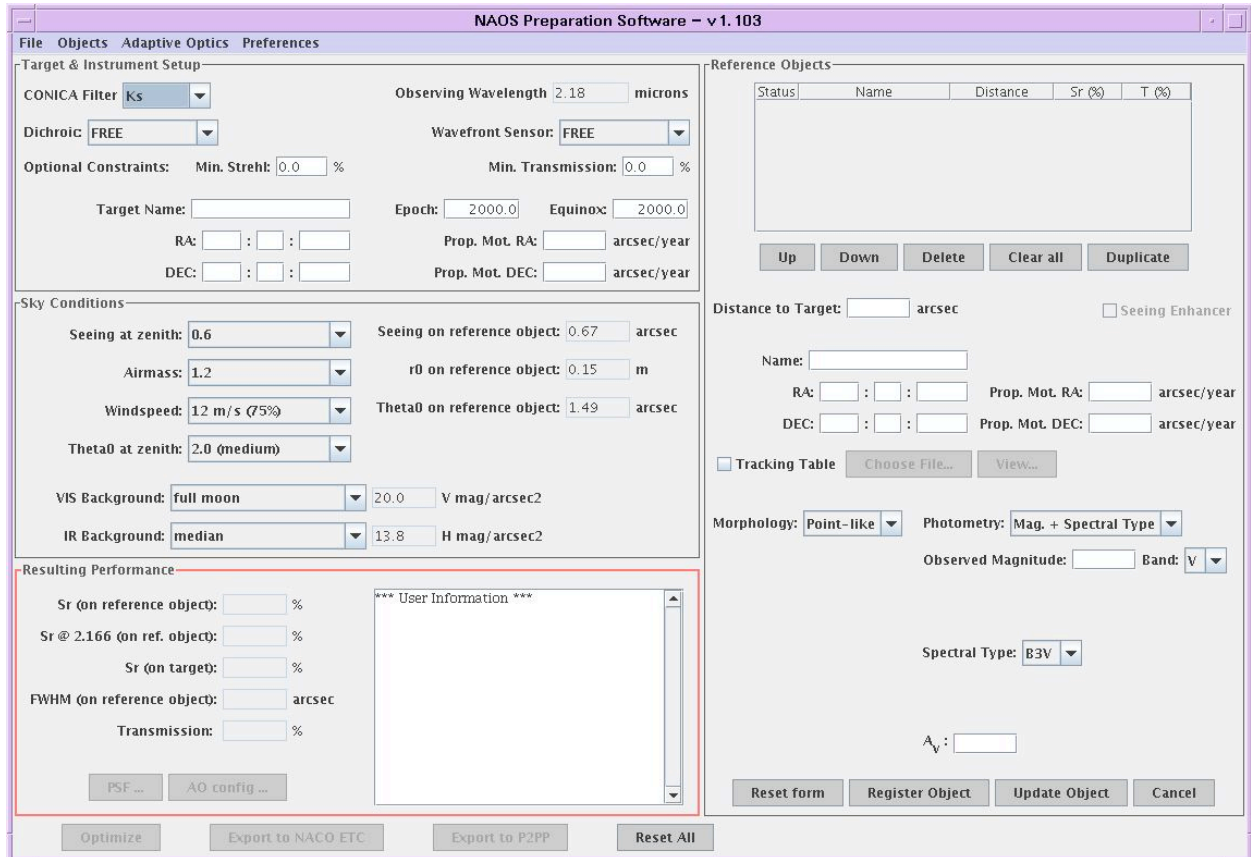 NAOS Preparation Software – v1.103
File Objects Adaptive Optics Preferences
Target & Instrument Setup
CONICA Filter Ks Observing Wavelength 2.18 microns
Dichroic: FREE Wavefront Sensor: FREE
Optional Constraints: Min. Strehl: 0.0 % Min. Transmission: 0.0 %
Target Name: Epoch: 2000.0 Equinox: 2000.0
RA: : : Prop. Mot. RA: arcsec/year
DEC: : : Prop. Mot. DEC: arcsec/year
Sky Conditions
Seeing at zenith: 0.6 Seeing on reference object: 0.67 arcsec
Airmass: 1.2 r0 on reference object: 0.15 m
Windspeed: 12 m/s (75%) Theta0 on reference object: 1.49 arcsec
Theta0 at zenith: 2.0 (medium)
VIS Background: full moon 20.0 V mag/arcsec2
IR Background: median 13.8 H mag/arcsec2
Resulting Performance
Sr (on reference object): %
Sr @ 2.166 (on ref. object): %
Sr (on target): %
FWHM (on reference object): arcsec
Transmission: %
PSF ... AO config ...
*** User Information ***
Optimize Export to NACO ETC Export to P2PP Reset All
Reference Objects
Status Name Distance Sr (%) T (%)
Up Down Delete Clear all Duplicate
Distance to Target: arcsec Seeing Enhancer
Name:
RA: : : Prop. Mot. RA: arcsec/year
DEC: : : Prop. Mot. DEC: arcsec/year
Tracking Table Choose File... View...
Morphology: Point-like Photometry: Mag. + Spectral Type
Observed Magnitude: Band: V
Spectral Type: B3V
AV :
Reset form Register Object Update Object Cancel